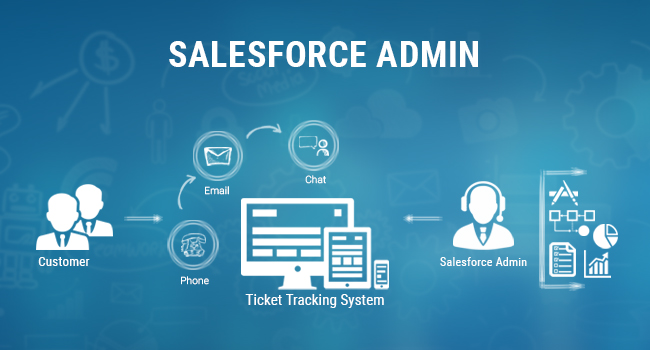 SALESFORCE ADMIN
Email
Chat
Customer
Phone
Salesforce Admin
Ticket Tracking System